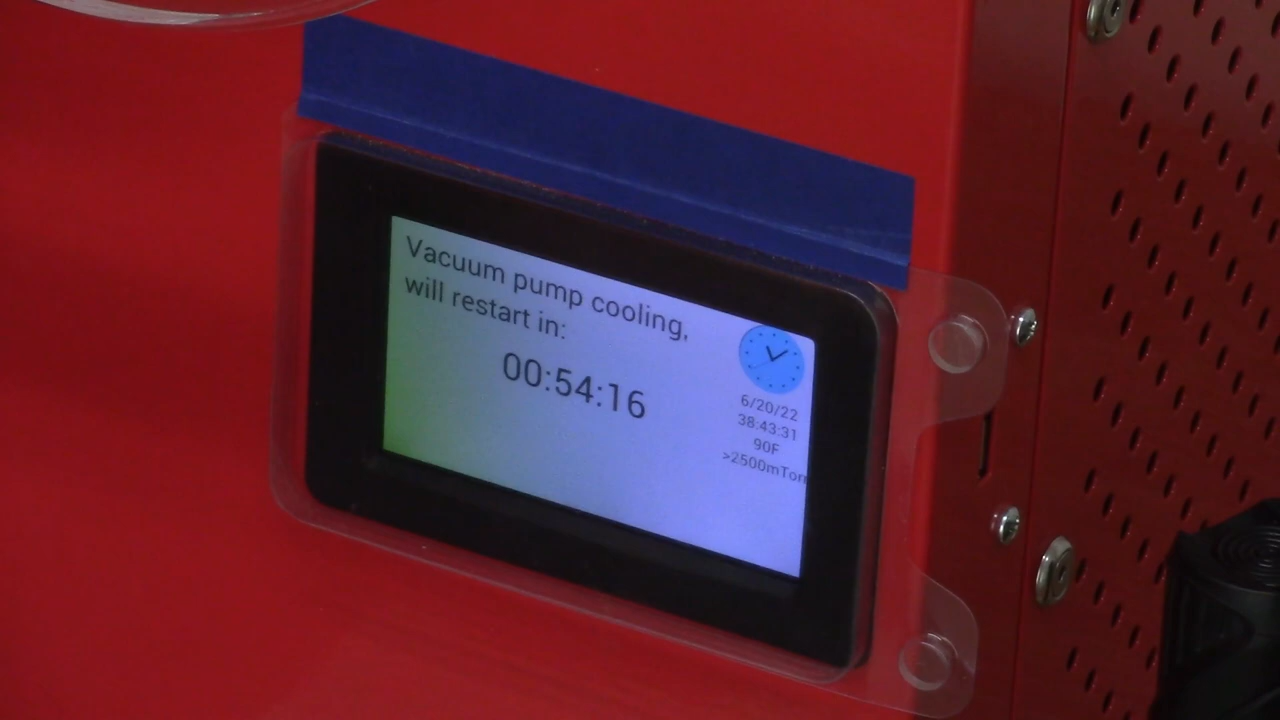 Vacuum pump cooling,
will restart in:
00:54:16
6/20/22
38:43:31
90F
>2500mTorr